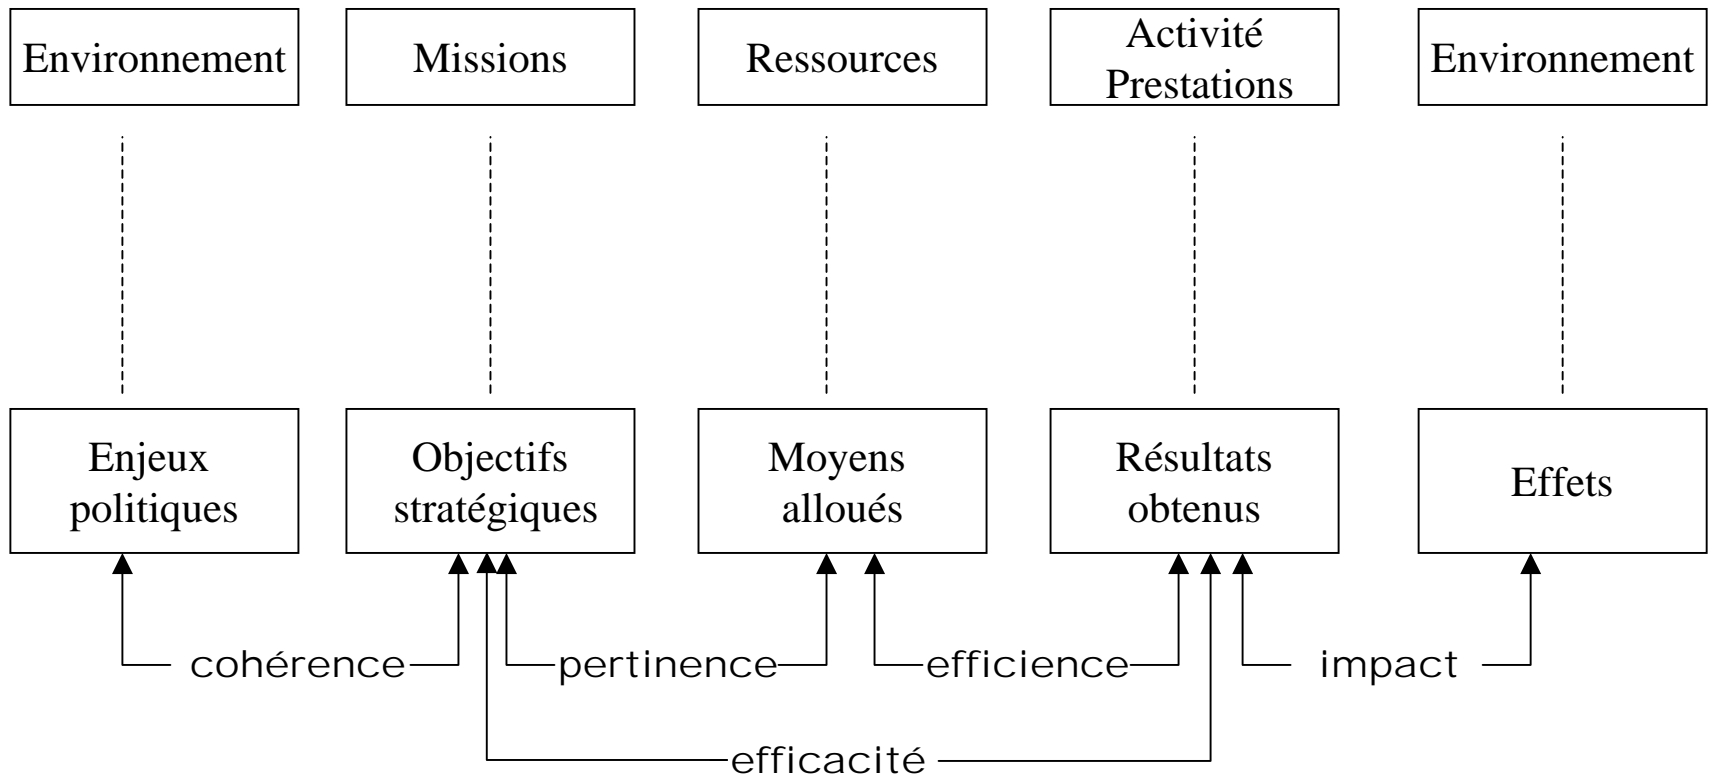 Environnement
Missions
Ressources
Activité
Prestations
Environnement
Enjeux
politiques
Objectifs
stratégiques
Moyens
alloués
Résultats
obtenus
Effets
cohérence
pertinence
efficience
impact
efficacité